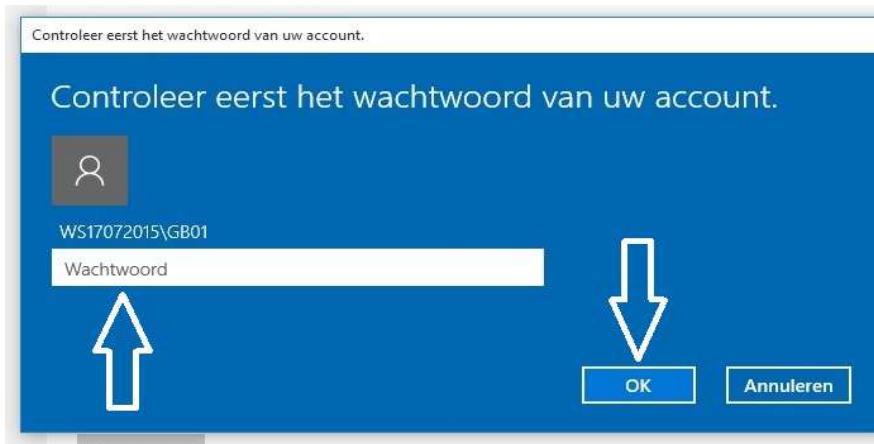 Controleer eerst het wachtwoord van uw account.
Controleer eerst het wachtwoord van uw account.
WS17072015\GB01
Wachtwoord
OK
Annuleren